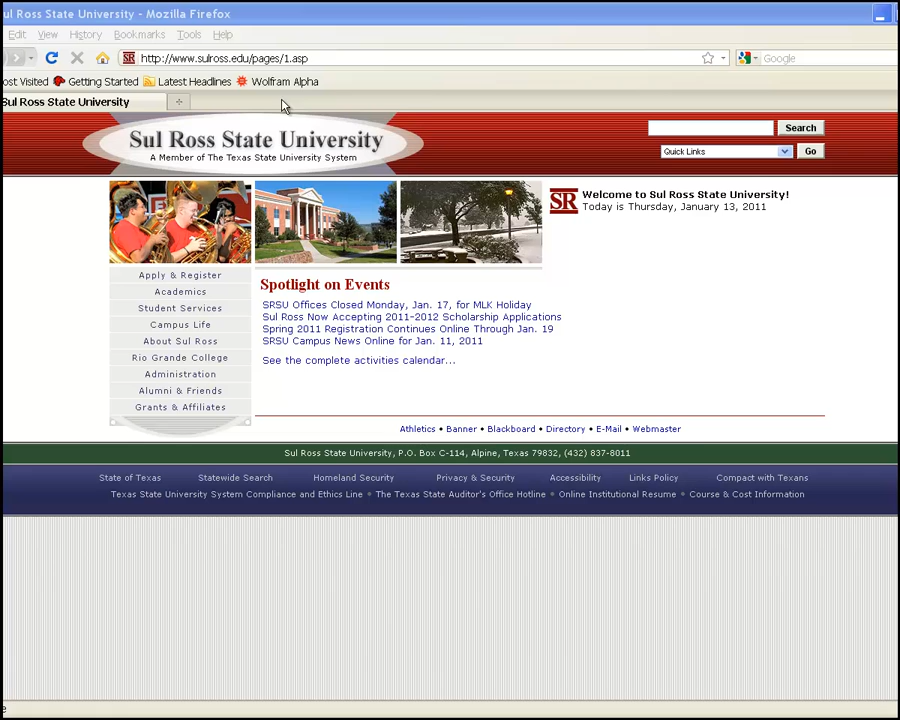 Sul Ross State University - Mozilla Firefox
Edit View History Bookmarks Tools Help
http://www.sulross.edu/pages/1.asp
Google
ost Visited Getting Started Latest Headlines Wolfram Alpha
Sul Ross State University
Sul Ross State University
A Member of The Texas State University System
Search
Quick Links
Go
SR
Welcome to Sul Ross State University!
Today is Thursday, January 13, 2011
Apply & Register
Academics
Student Services
Campus Life
About Sul Ross
Rio Grande College
Administration
Alumni & Friends
Grants & Affiliates
Spotlight on Events
SRSU Offices Closed Monday, Jan. 17, for MLK Holiday
Sul Ross Now Accepting 2011-2012 Scholarship Applications
Spring 2011 Registration Continues Online Through Jan. 19
SRSU Campus News Online for Jan. 11, 2011
See the complete activities calendar...
Athletics • Banner • Blackboard • Directory • E-Mail • Webmaster
Sul Ross State University, P.O. Box C-114, Alpine, Texas 79832, (432) 837-8011
State of Texas Statewide Search Homeland Security Privacy & Security Accessibility Links Policy Compact with Texans
Texas State University System Compliance and Ethics Line • The Texas State Auditor's Office Hotline • Online Institutional Resume • Course & Cost Information